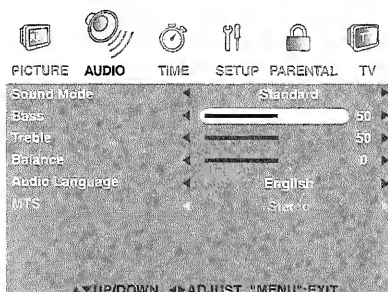 PICTURE AUDIO TIME SETUP PARENTAL TV
Sound Mode Standard
Bass 50
Treble 50
Balance 0
Audio Language English
MTS Stereo
▲▼UP/DOWN ◀▶ADJUST "MENU":EXIT